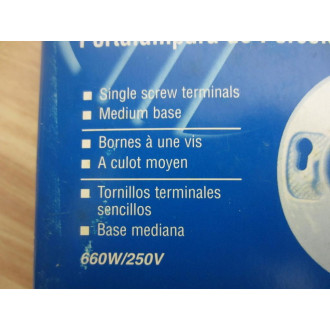 Single screw terminals
Medium base
Bornes à une vis
A culot moyen
Tornillos terminales
sencillos
Base mediana
660W/250V